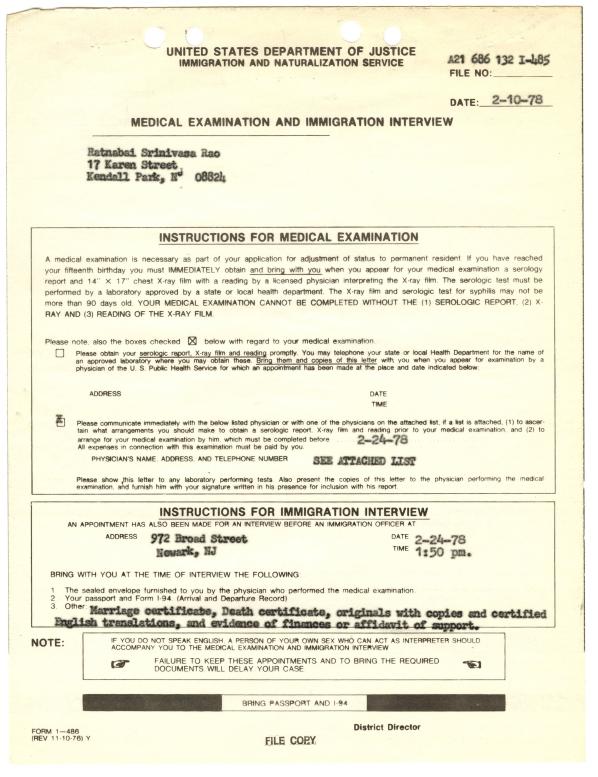 UNITED STATES DEPARTMENT OF JUSTICE
IMMIGRATION AND NATURALIZATION SERVICE
A21 686 132 I-485
FILE NO:
DATE: 2-10-78
MEDICAL EXAMINATION AND IMMIGRATION INTERVIEW
Ratnabai Srinivasa Rao
17 Karen Street
Kendall Park, NJ 08824
INSTRUCTIONS FOR MEDICAL EXAMINATION
A medical examination is necessary as part of your application for adjustment of status to permanent resident. If you have reached
your fifteenth birthday you must IMMEDIATELY obtain and bring with you when you appear for your medical examination a serology
report and 14" X 17" chest X-ray film with a reading by a licensed physician interpreting the X-ray film. The serologic test must be
performed by a laboratory approved by a state or local health department. The X-ray film and serologic test for syphilis may not be
more than 90 days old. YOUR MEDICAL EXAMINATION CANNOT BE COMPLETED WITHOUT THE (1) SEROLOGIC REPORT, (2) X-
RAY AND (3) READING OF THE X-RAY FILM.
Please note, also the boxes checked ☒ below with regard to your medical examination.
Please obtain your serologic report, X-ray film and reading promptly. You may telephone your state or local Health Department for the name of
an approved laboratory where you may obtain these. Bring them and copies of this letter with you when you appear for examination by a
physician of the U. S. Public Health Service for which an appointment has been made at the place and date indicated below:
ADDRESS DATE
TIME
X
Please communicate immediately with the below listed physician or with one of the physicians on the attached list, if a list is attached, (1) to ascer-
tain what arrangements you should make to obtain a serologic report, X-ray film and reading prior to your medical examination, and (2) to
arrange for your medical examination by him, which must be completed before 2-24-78
All expenses in connection with this examination must be paid by you.
PHYSICIAN'S NAME, ADDRESS, AND TELEPHONE NUMBER SEE ATTACHED LIST
Please show this letter to any laboratory performing tests. Also present the copies of this letter to the physician performing the medical
examination, and furnish him with your signature written in his presence for inclusion with his report.
INSTRUCTIONS FOR IMMIGRATION INTERVIEW
AN APPOINTMENT HAS ALSO BEEN MADE FOR AN INTERVIEW BEFORE AN IMMIGRATION OFFICER AT
ADDRESS 972 Broad Street DATE 2-24-78
Newark, NJ TIME 1:50 pm.
BRING WITH YOU AT THE TIME OF INTERVIEW THE FOLLOWING:
1 The sealed envelope furnished to you by the physician who performed the medical examination.
2 Your passport and Form I-94. (Arrival and Departure Record)
3. Other Marriage certificate, Death certificate, originals with copies and certified
English translations, and evidence of finances or affidavit of support.
NOTE: IF YOU DO NOT SPEAK ENGLISH, A PERSON OF YOUR OWN SEX WHO CAN ACT AS INTERPRETER SHOULD
ACCOMPANY YOU TO THE MEDICAL EXAMINATION AND IMMIGRATION INTERVIEW
FAILURE TO KEEP THESE APPOINTMENTS AND TO BRING THE REQUIRED
DOCUMENTS WILL DELAY YOUR CASE.
BRING PASSPORT AND I-94
District Director
FORM 1—486
(REV 11-10-76) Y
FILE COPY